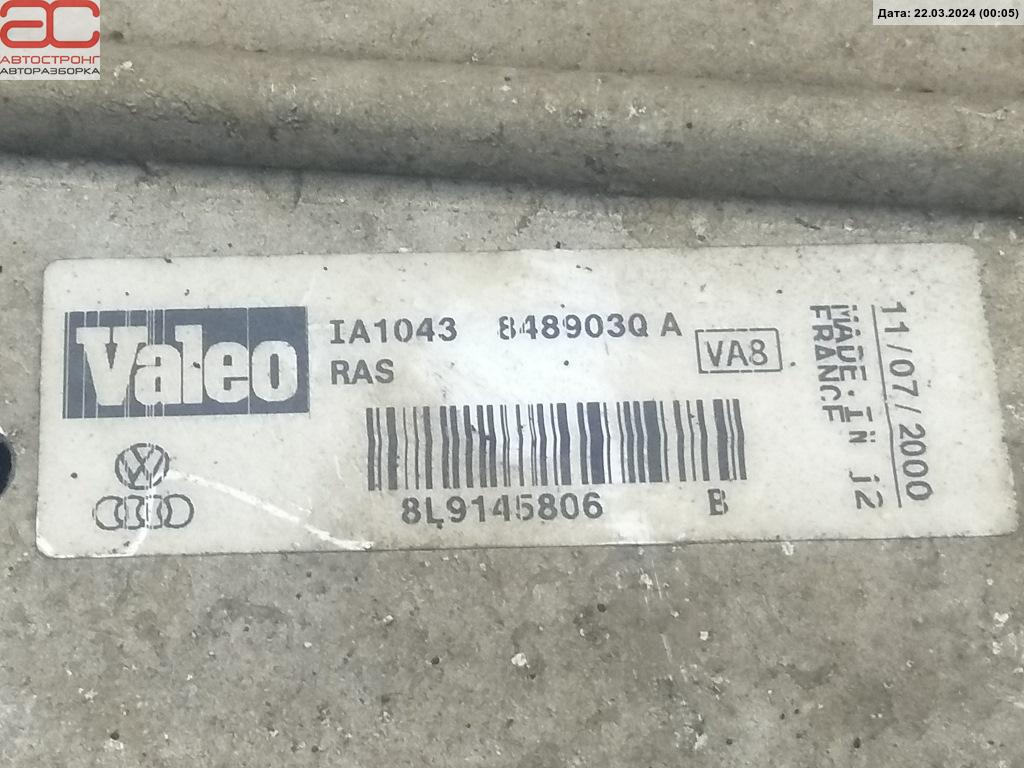 ac
АВТОСТРОНГ
АВТОРАЗБОРКА
Дата: 22.03.2024 (00:05)
Valeo
IA1043 848903Q A
RAS
VA8
8L9145806 B
11/07/2000
MADE.IN j2
FRANCE